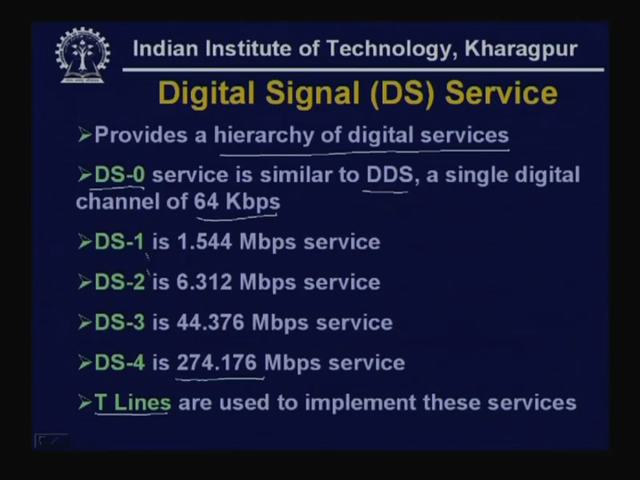 Indian Institute of Technology, Kharagpur
Digital Signal (DS) Service
➢Provides a hierarchy of digital services
➢DS-0 service is similar to DDS, a single digital
channel of 64 Kbps
➢DS-1 is 1.544 Mbps service
➢DS-2 is 6.312 Mbps service
➢DS-3 is 44.376 Mbps service
➢DS-4 is 274.176 Mbps service
➢T Lines are used to implement these services